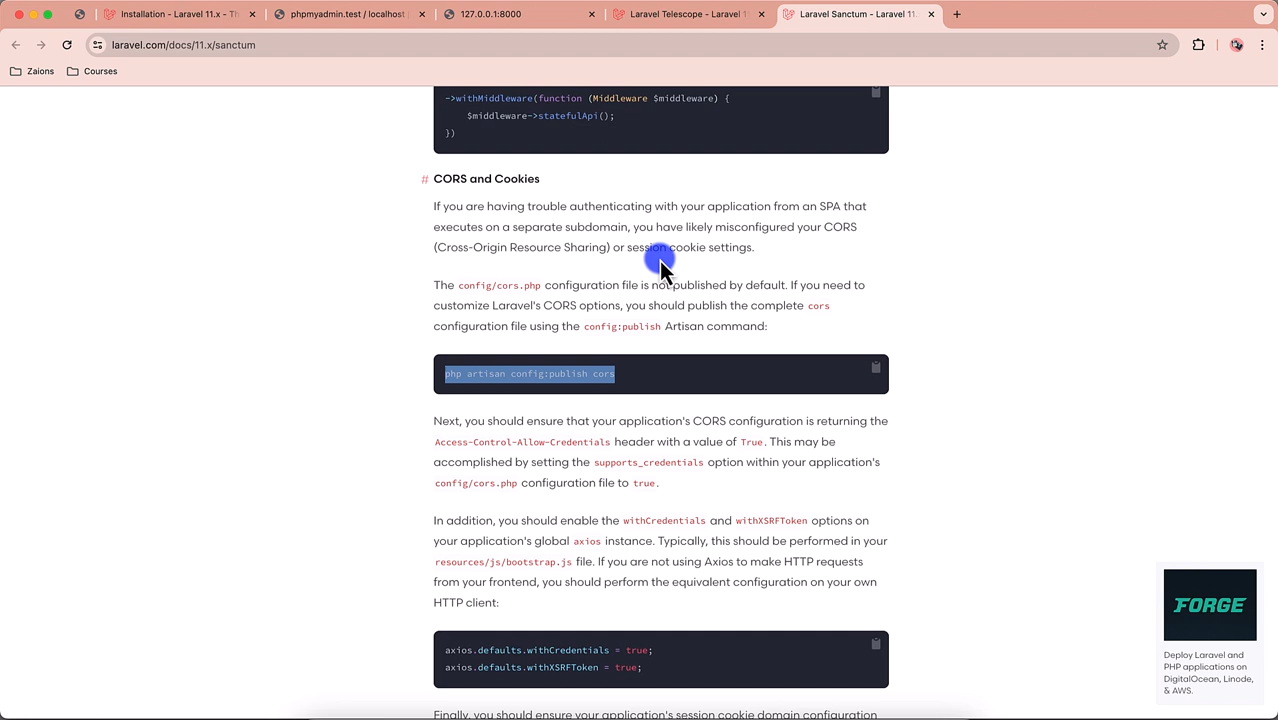 Installation - Laravel 11.x - Th
phpmyadmin.test / localhost
127.0.0.1:8000
Laravel Telescope - Laravel 11
Laravel Sanctum - Laravel 11.
laravel.com/docs/11.x/sanctum
Zaions
Courses
->withMiddleware(function (Middleware $middleware) {
$middleware->statefulApi();
})
# CORS and Cookies
If you are having trouble authenticating with your application from an SPA that
executes on a separate subdomain, you have likely misconfigured your CORS
(Cross-Origin Resource Sharing) or session cookie settings.
The config/cors.php configuration file is not published by default. If you need to
customize Laravel's CORS options, you should publish the complete cors
configuration file using the config:publish Artisan command:
php artisan config:publish cors
Next, you should ensure that your application's CORS configuration is returning the
Access-Control-Allow-Credentials header with a value of True. This may be
accomplished by setting the supports_credentials option within your application's
config/cors.php configuration file to true.
In addition, you should enable the withCredentials and withXSRFToken options on
your application's global axios instance. Typically, this should be performed in your
resources/js/bootstrap.js file. If you are not using Axios to make HTTP requests
from your frontend, you should perform the equivalent configuration on your own
HTTP client:
axios.defaults.withCredentials = true;
axios.defaults.withXSRFToken = true;
Finally, you should ensure your application's session cookie domain configuration
FORGE
Deploy Laravel and
PHP applications on
DigitalOcean, Linode,
& AWS.